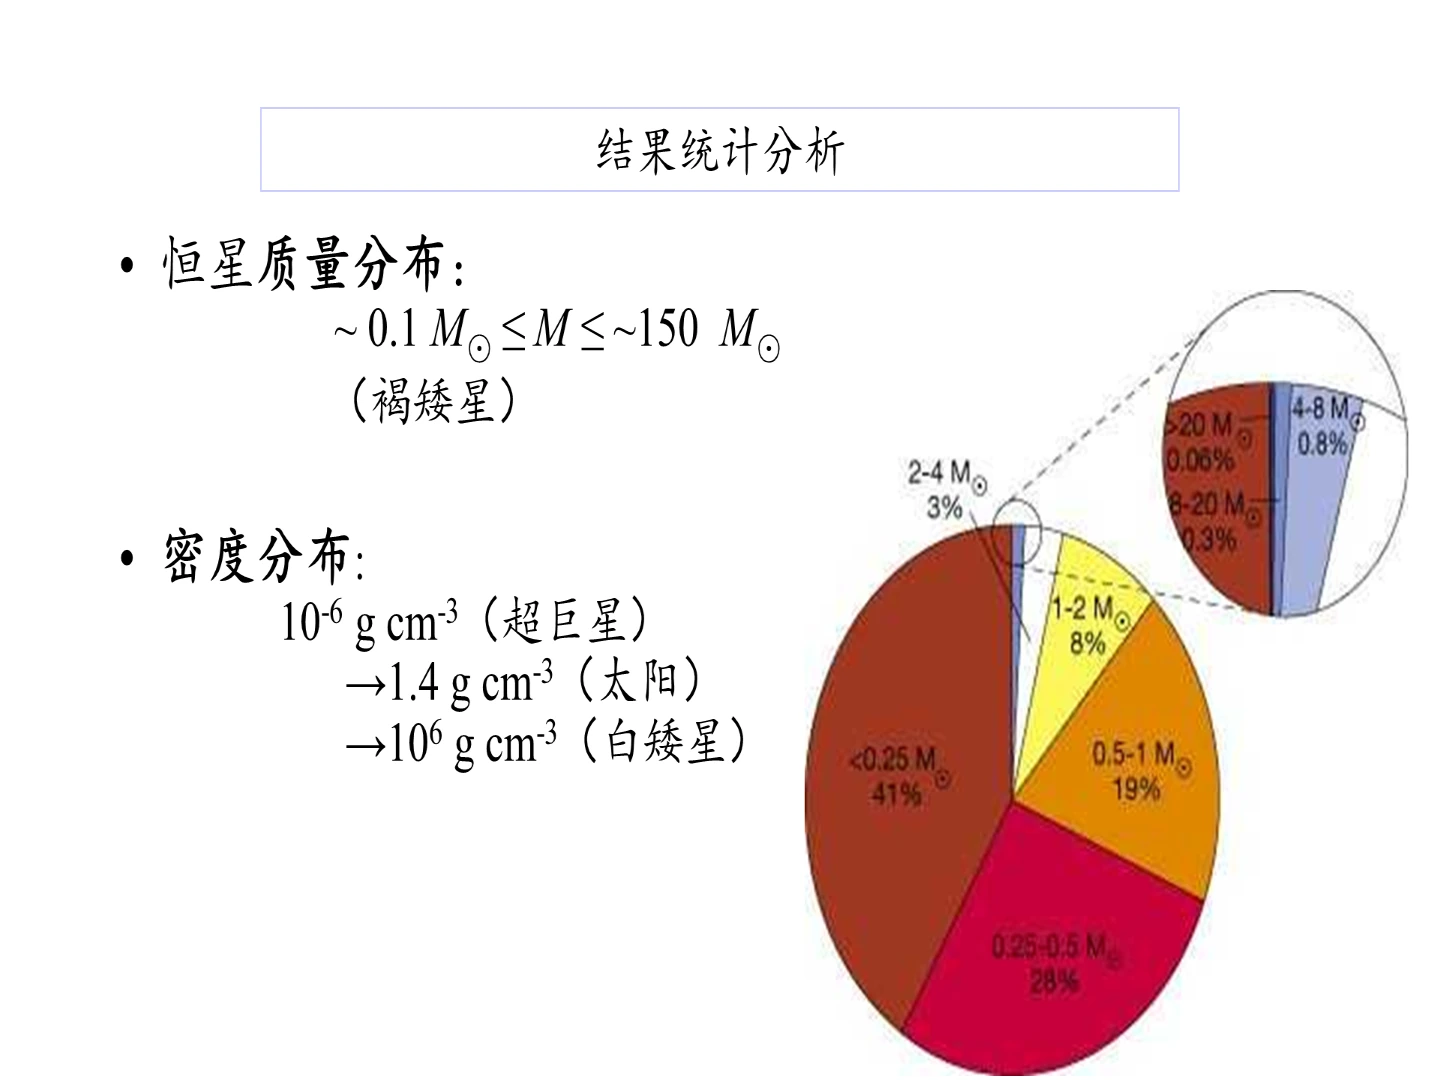 结果统计分析
• 恒星质量分布：
~ 0.1 M⊙ ≤ M ≤ ~150 M⊙
（褐矮星）
• 密度分布:
10⁻⁶ g cm⁻³（超巨星）
→1.4 g cm⁻³（太阳）
→10⁶ g cm⁻³（白矮星）
>20 M⊙
0.06%
8-20 M⊙
0.3%
4-8 M⊙
0.8%
2-4 M⊙
3%
1-2 M⊙
8%
0.5-1 M⊙
19%
<0.25 M⊙
41%
0.25-0.5 M⊙
28%